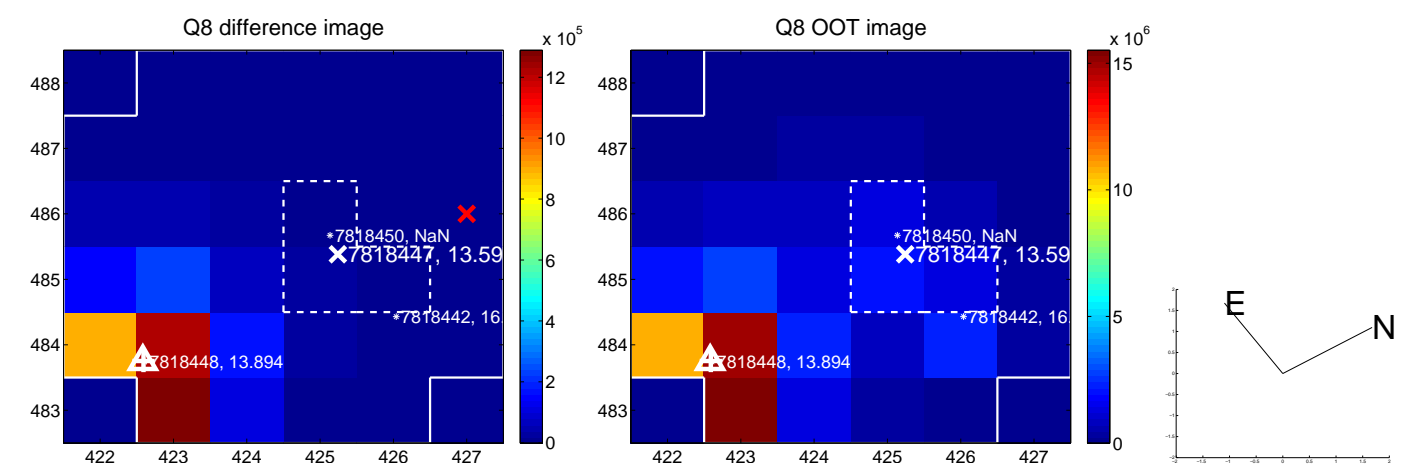 Q8 difference image
Q8 OOT image
x 10^5
x 10^6
488
487
486
485
484
483
422 423 424 425 426 427
12
10
8
6
4
2
0
*7818450, NaN
7818447, 13.59
*7818442, 16.
7818448, 13.894
488
487
486
485
484
483
422 423 424 425 426 427
15
10
5
0
*7818450, NaN
7818447, 13.59
*7818442, 16.
7818448, 13.894
E
N